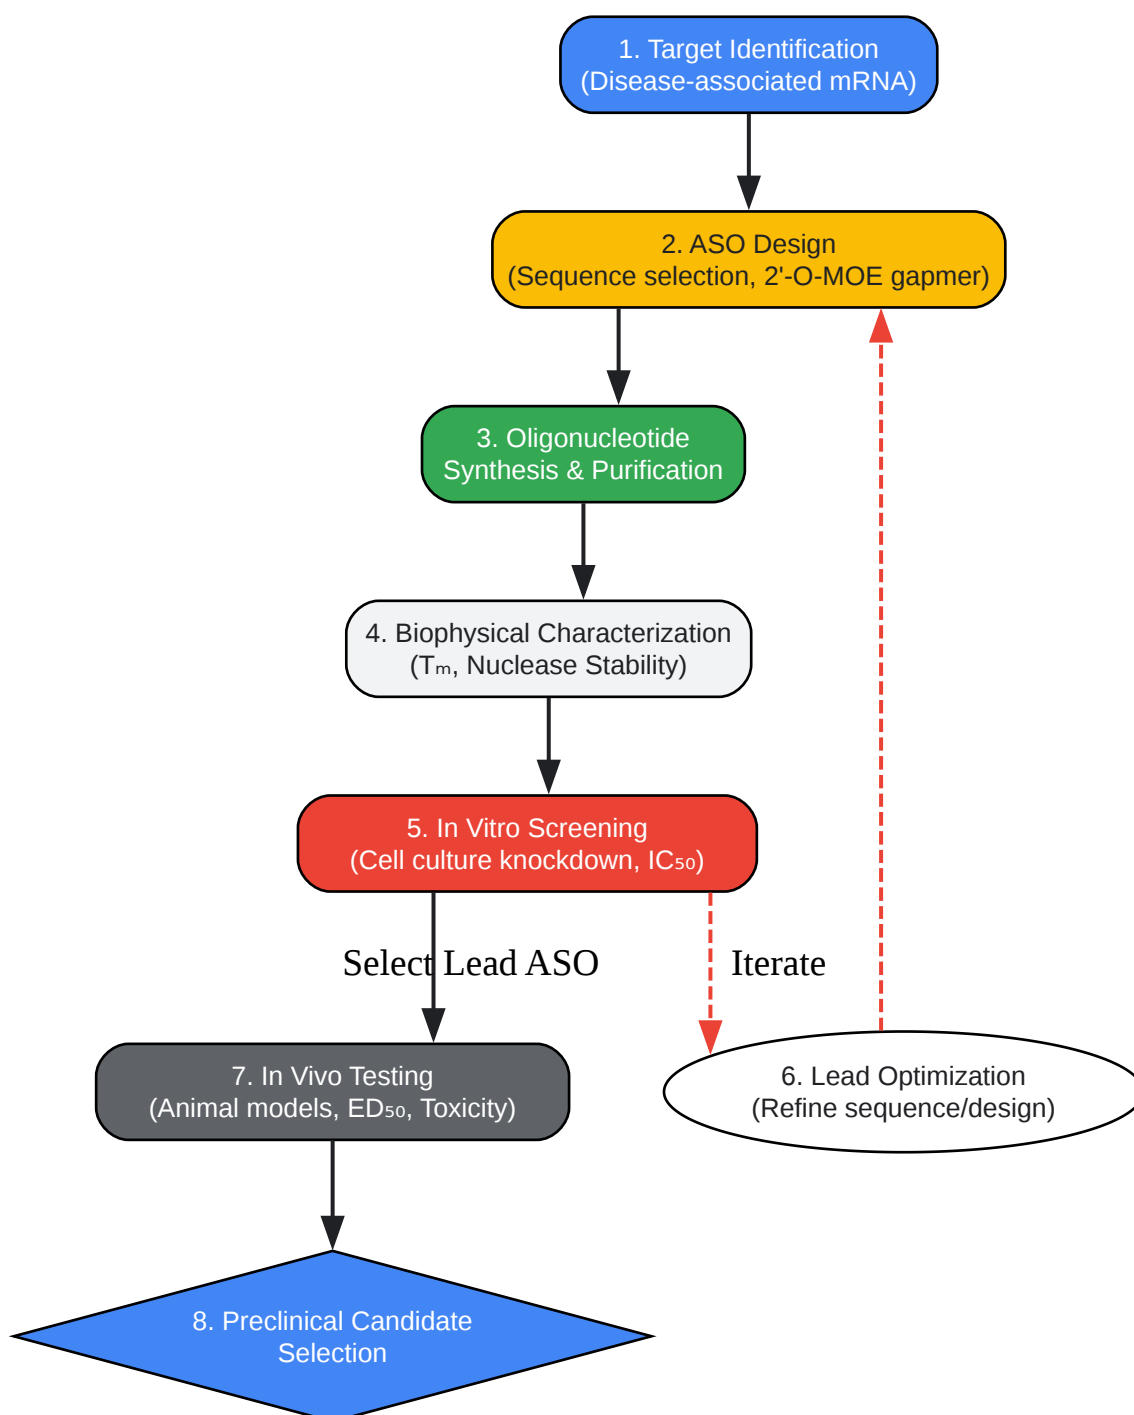 1. Target Identification
(Disease-associated mRNA)
2. ASO Design
(Sequence selection, 2'-O-MOE gapmer)
3. Oligonucleotide
Synthesis & Purification
4. Biophysical Characterization
(Tₘ, Nuclease Stability)
5. In Vitro Screening
(Cell culture knockdown, IC₅₀)
Select Lead ASO
Iterate
7. In Vivo Testing
(Animal models, ED₅₀, Toxicity)
6. Lead Optimization
(Refine sequence/design)
8. Preclinical Candidate
Selection